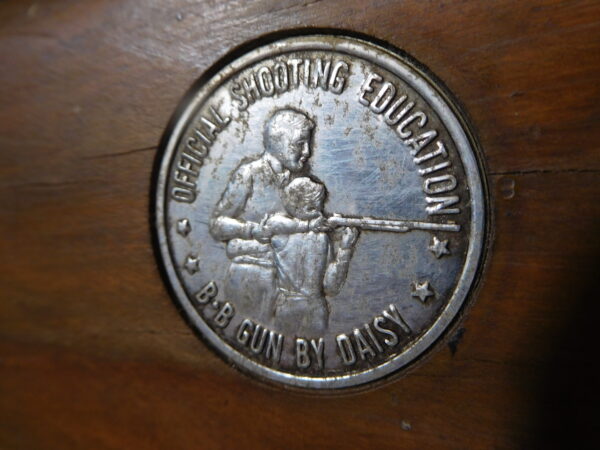 OFFICIAL SHOOTING EDUCATION
B·B GUN BY DAISY